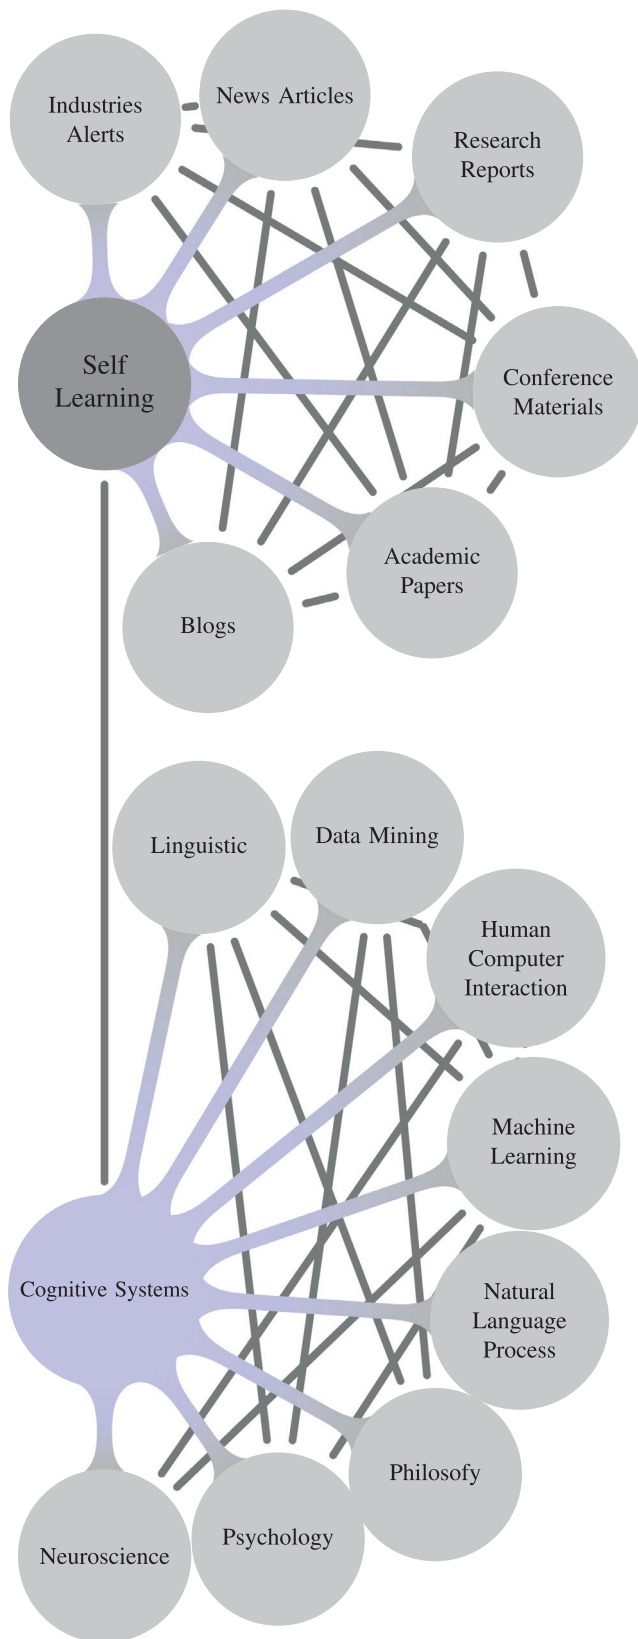 Industries
Alerts
News Articles
Research
Reports
Self
Learning
Conference
Materials
Academic
Papers
Blogs
Linguistic
Data Mining
Human
Computer
Interaction
Machine
Learning
Cognitive Systems
Natural
Language
Process
Philosofy
Psychology
Neuroscience